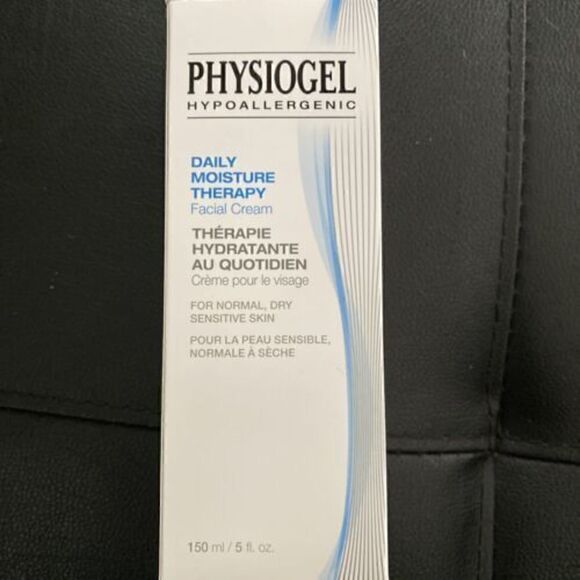 PHYSIOGEL
HYPOALLERGENIC
DAILY
MOISTURE
THERAPY
Facial Cream
THÉRAPIE
HYDRATANTE
AU QUOTIDIEN
Crème pour le visage
FOR NORMAL, DRY
SENSITIVE SKIN
POUR LA PEAU SENSIBLE,
NORMALE À SÈCHE
150 ml / 5 fl. oz.